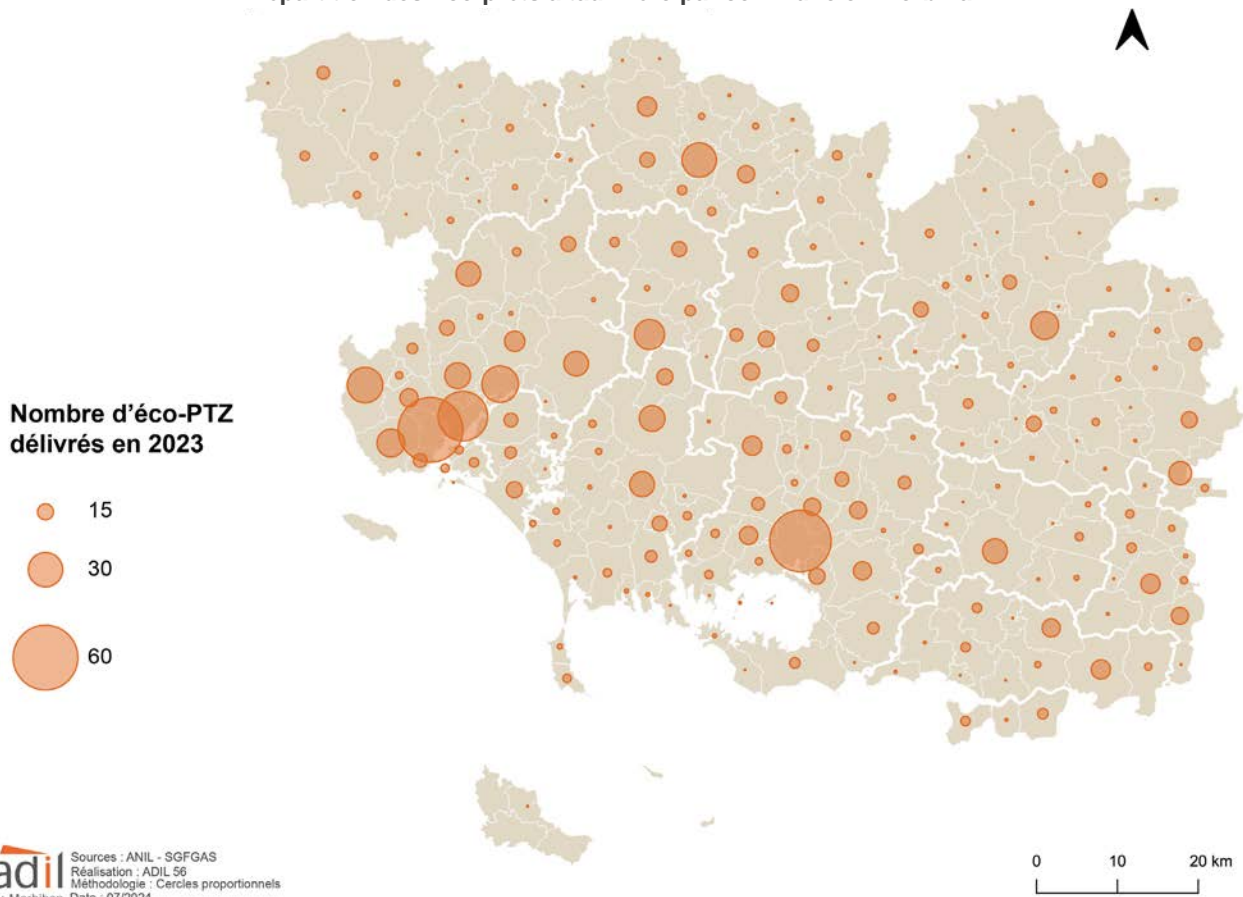 Nombre d'éco-PTZ
délivrés en 2023
15
30
60
adil
Sources : ANIL - SGFGAS
Réalisation : ADIL 56
Méthodologie : Cercles proportionnels
0 10 20 km